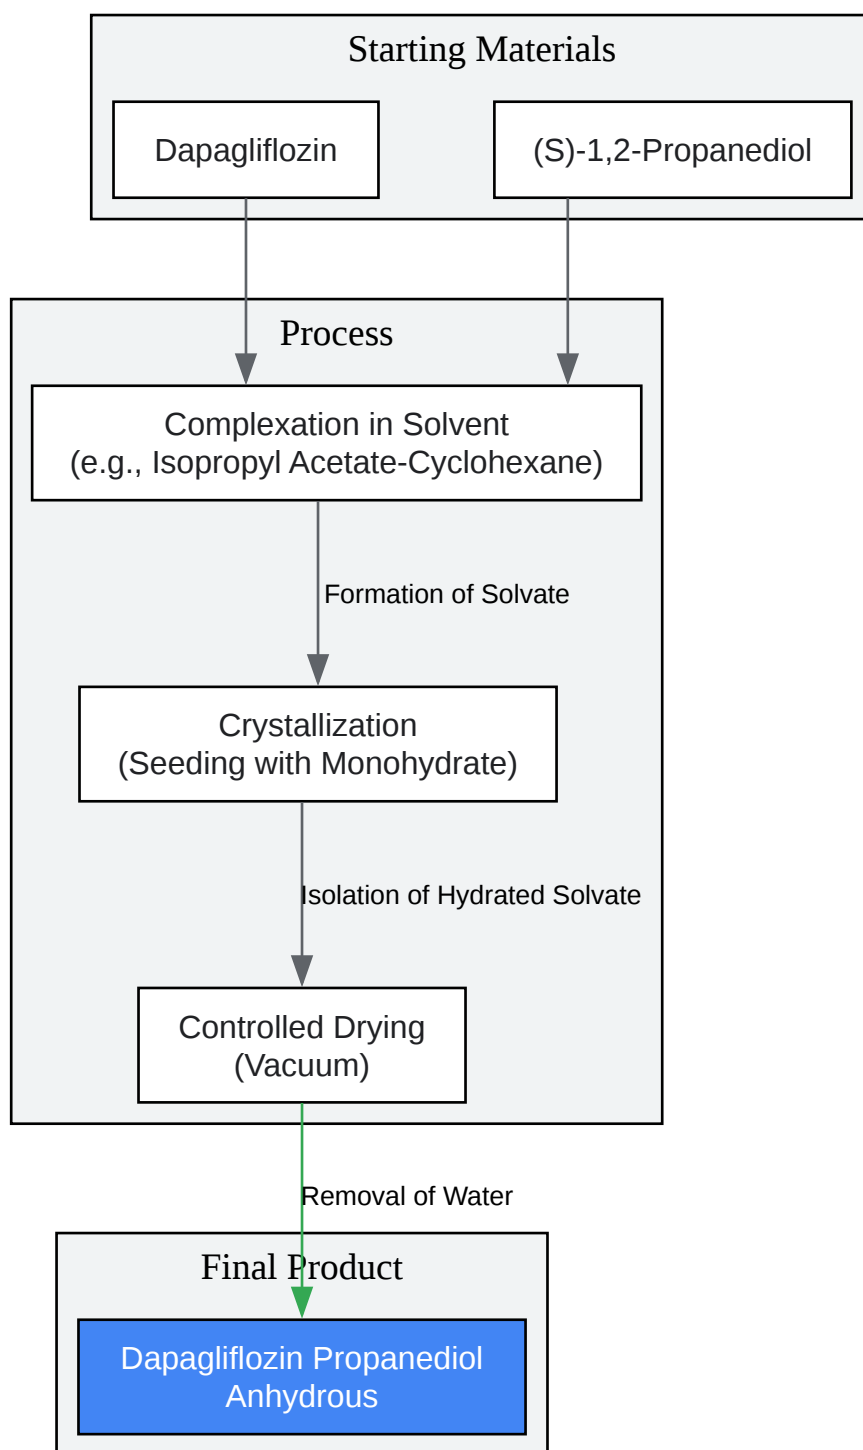 Starting Materials
Dapagliflozin
(S)-1,2-Propanediol
Process
Complexation in Solvent
(e.g., Isopropyl Acetate-Cyclohexane)
Formation of Solvate
Crystallization
(Seeding with Monohydrate)
Isolation of Hydrated Solvate
Controlled Drying
(Vacuum)
Removal of Water
Final Product
Dapagliflozin Propanediol
Anhydrous